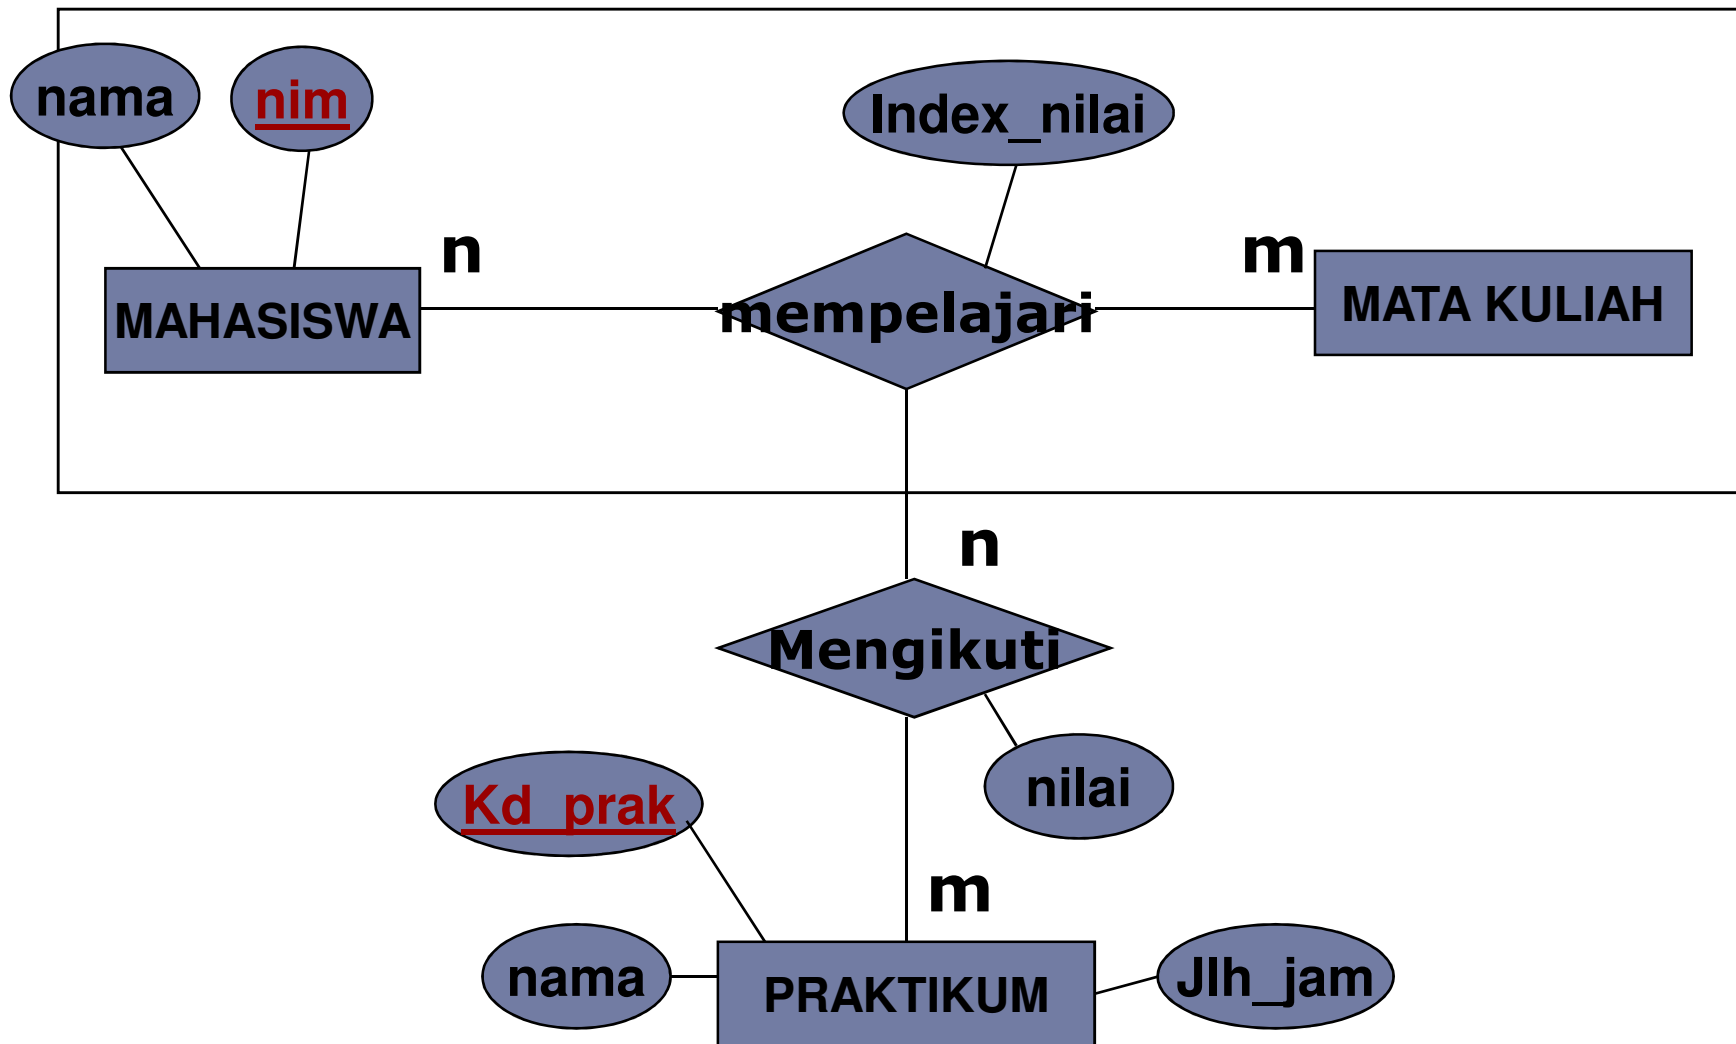 nama
nim
Index_nilai
n
m
MAHASISWA
mempelajari
MATA KULIAH
n
Mengikuti
Kd_prak
nilai
m
nama
PRAKTIKUM
Jlh_jam